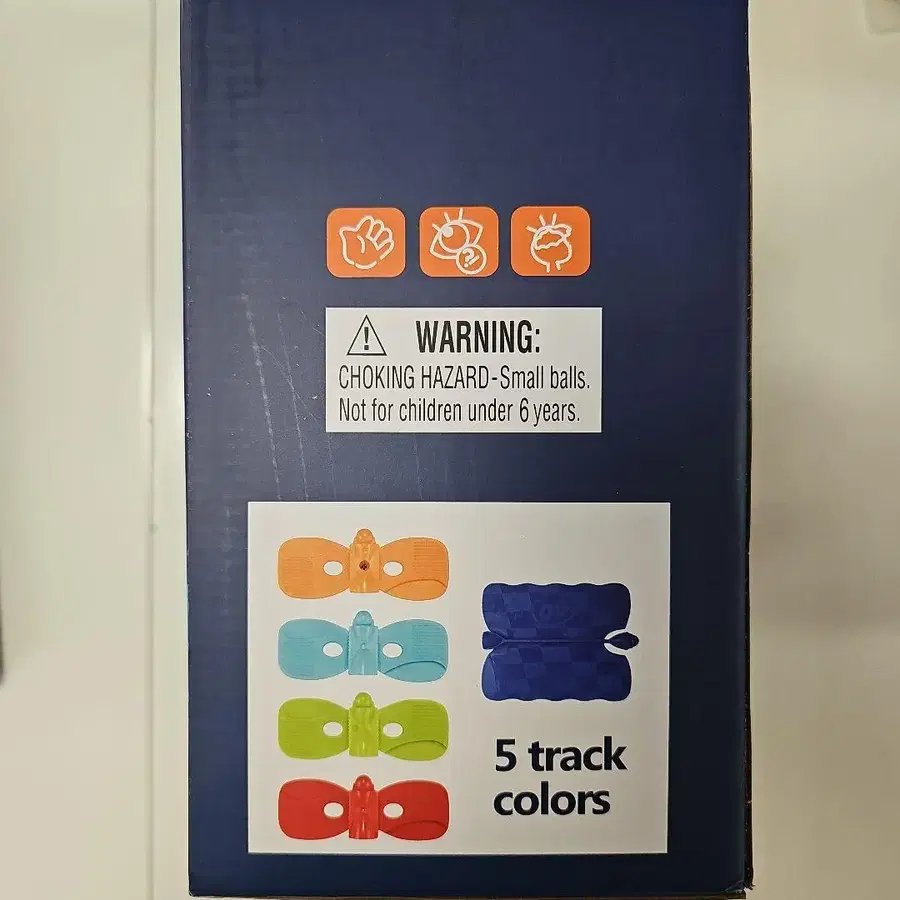 WARNING:
CHOKING HAZARD-Small balls.
Not for children under 6 years.
5 track
colors